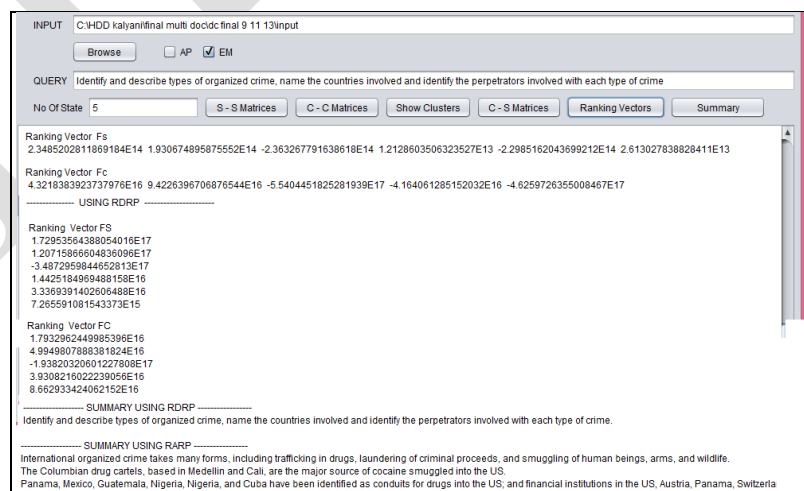 INPUT C:\HDD kalyani\final multi doc\dc final 9 11 13\input
Browse AP EM
QUERY Identify and describe types of organized crime, name the countries involved and identify the perpetrators involved with each type of crime
No Of State 5 S - S Matrices C - C Matrices Show Clusters C - S Matrices Ranking Vectors Summary
Ranking Vector Fs
2.3485202811869184E14 1.930674895875552E14 -2.363267791638618E14 1.2128603506323527E13 -2.2985162043699212E14 2.613027838828411E13
Ranking Vector Fc
4.3218383923737976E16 9.4226396706876544E16 -5.5404451825281939E17 -4.164061285152032E16 -4.6259726355008467E17
--------------- USING RDRP ----------------------
Ranking Vector FS
1.72953564388054016E17
1.20715866604836096E17
-3.4872959844652813E17
1.4425184969488158E16
3.3369391402606488E16
7.265591081543373E15
Ranking Vector FC
1.7932962449985396E16
4.9949807888381824E16
-1.93820320601227808E17
3.9308216022239056E16
8.662933424062152E16
------------------- SUMMARY USING RDRP -----------------
Identify and describe types of organized crime, name the countries involved and identify the perpetrators involved with each type of crime.
------------------- SUMMARY USING RARP -----------------
International organized crime takes many forms, including trafficking in drugs, laundering of criminal proceeds, and smuggling of human beings, arms, and wildlife.
The Columbian drug cartels, based in Medellin and Cali, are the major source of cocaine smuggled into the US.
Panama, Mexico, Guatemala, Nigeria, Nigeria, and Cuba have been identified as conduits for drugs into the US; and financial institutions in the US, Austria, Panama, Switzerla